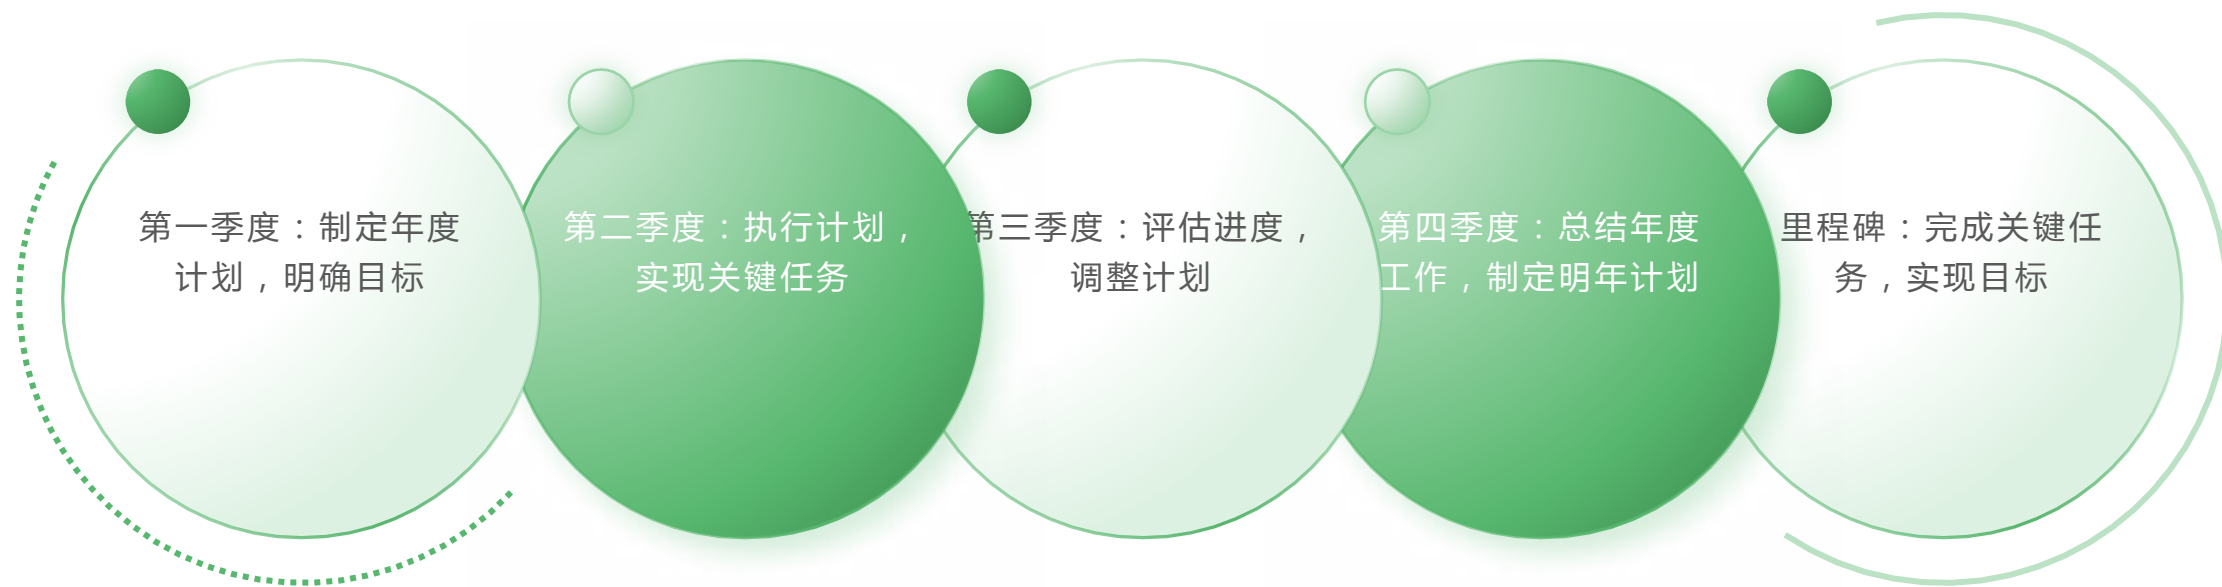 第一季度：制定年度
计划，明确目标
第二季度：执行计划，
实现关键任务
第三季度：评估进度，
调整计划
第四季度：总结年度
工作，制定明年计划
里程碑：完成关键任
务，实现目标